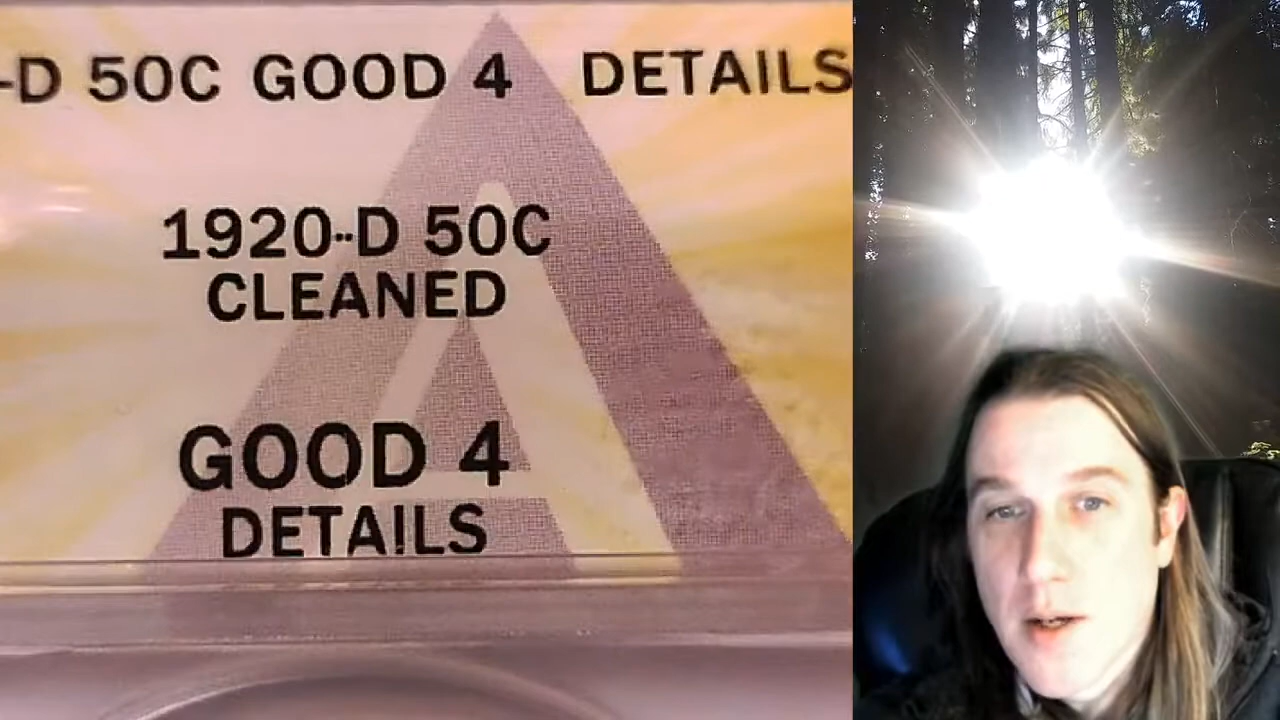 -D 50C GOOD 4 DETAILS
1920-D 50C
CLEANED
GOOD 4
DETAILS